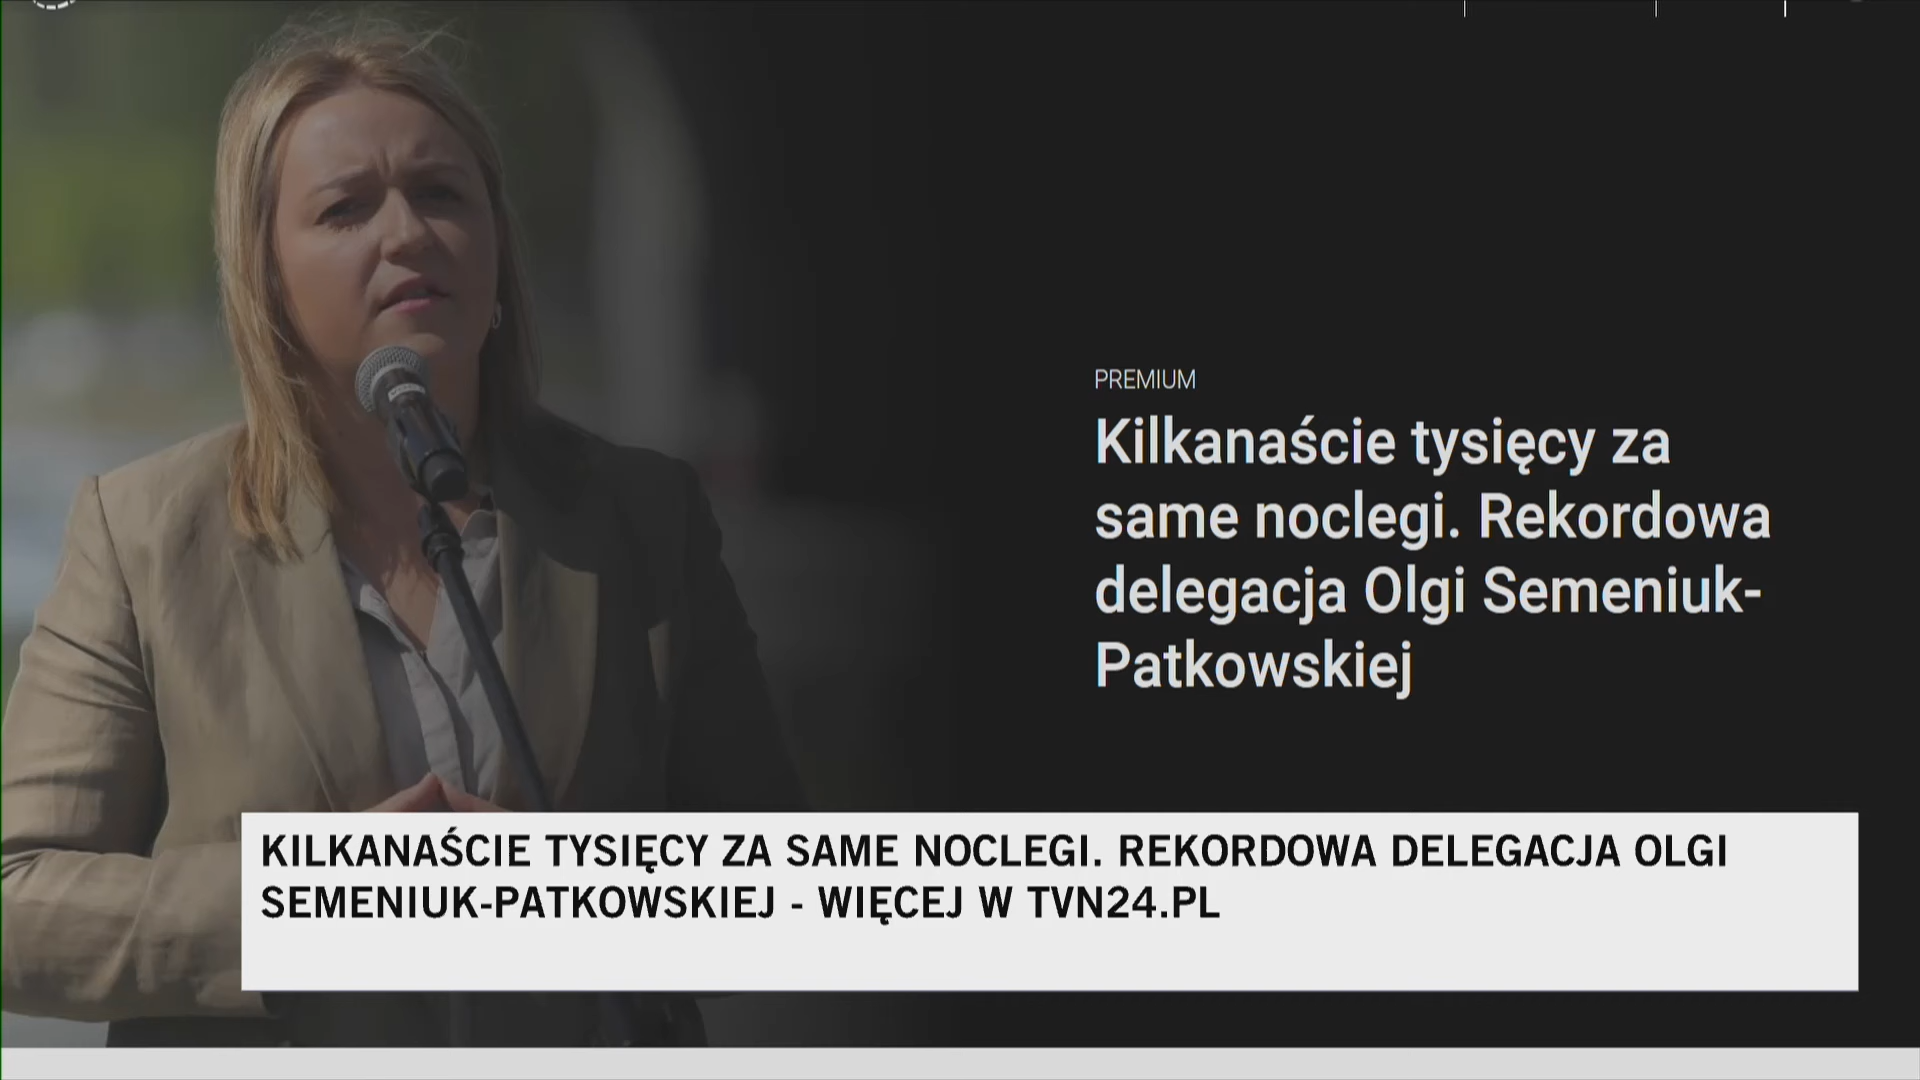 PREMIUM
Kilkanaście tysięcy za
same noclegi. Rekordowa
delegacja Olgi Semeniuk-
Patkowskiej
KILKANAŚCIE TYSIĘCY ZA SAME NOCLEGI. REKORDOWA DELEGACJA OLGI
SEMENIUK-PATKOWSKIEJ - WIĘCEJ W TVN24.PL